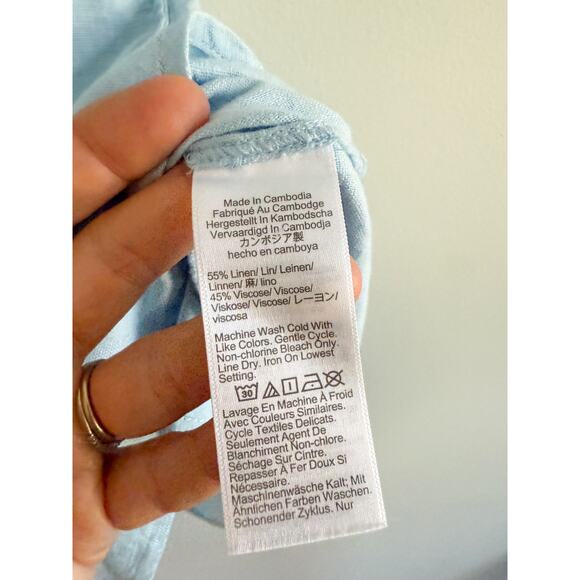 Made In Cambodia
Fabriqué Au Cambodge
Hergestellt In Kambodscha
Vervaardigd In Cambodja
カンボジア製
hecho en camboya
55% Linen/ Lin/ Leinen/
Linnen/ 麻/ lino
45% Viscose/ Viscose/
Viskose/ Viscose/ レーヨン/
viscosa
Machine Wash Cold With
Like Colors. Gentle Cycle.
Non-chlorine Bleach Only.
Line Dry. Iron On Lowest
Setting.
30
Lavage En Machine À Froid
Avec Couleurs Similaires.
Cycle Textiles Delicats.
Seulement Agent De
Blanchiment Non-chlore.
Séchage Sur Cintre.
Repasser À Fer Doux Si
Nécessaire.
Maschinenwäsche Kalt; Mit
Ähnlichen Farben Waschen.
Schonender Zyklus. Nur